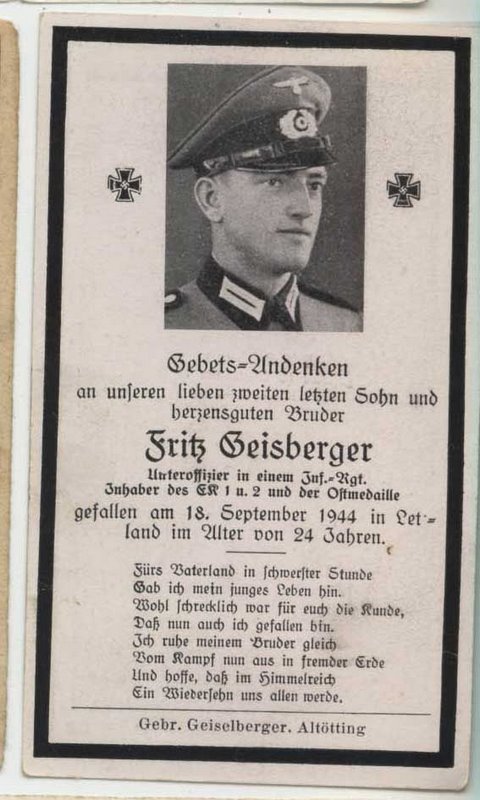 Gebets-Andenken
an unseren lieben zweiten letzten Sohn und
herzensguten Bruder
Fritz Geisberger
Unteroffizier in einem Inf.-Rgt.
Inhaber des EK 1 u. 2 und der Ostmedaille
gefallen am 18. September 1944 in Let-
land im Alter von 24 Jahren.
Fürs Vaterland in schwerster Stunde
Gab ich mein junges Leben hin.
Wohl schrecklich war für euch die Kunde,
Daß nun auch ich gefallen bin.
Ich ruhe meinem Bruder gleich
Vom Kampf nun aus in fremder Erde
Und hoffe, daß im Himmelreich
Ein Wiedersehn uns allen werde.
Gebr. Geiselberger. Altötting